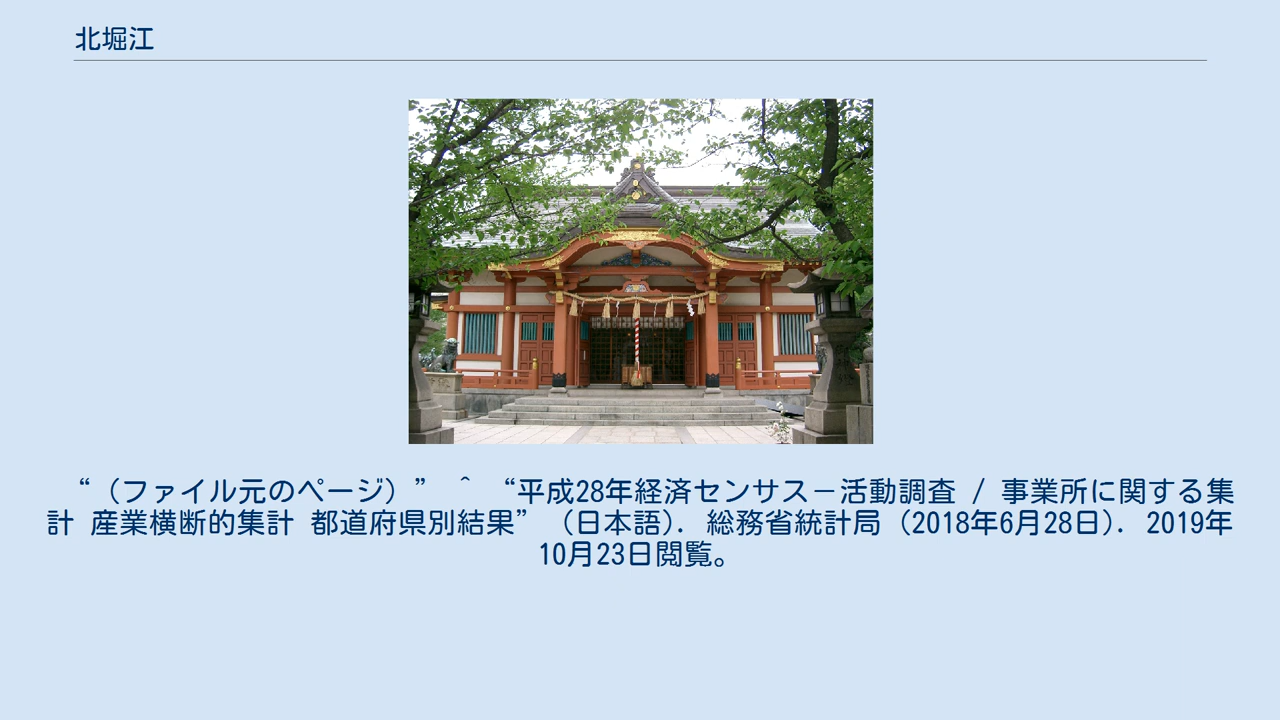 北堀江
“（ファイル元のページ）” ^ “平成28年経済センサス－活動調査 / 事業所に関する集
計 産業横断的集計 都道府県別結果” （日本語）. 総務省統計局 (2018年6月28日). 2019年
10月23日閲覧。